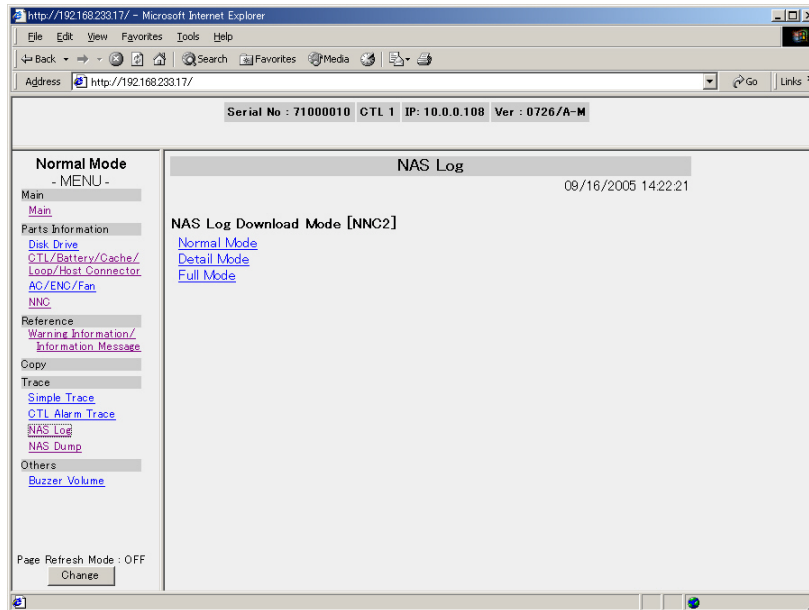 http://192.168.233.17/ - Microsoft Internet Explorer
File Edit View Favorites Tools Help
Back Search Favorites Media
Address http://192.168.233.17/ Go Links
Serial No : 71000010 CTL 1 IP: 10.0.0.108 Ver : 0726/A-M
Normal Mode
- MENU -
Main
Main
Parts Information
Disk Drive
CTL/Battery/Cache/
Loop/Host Connector
AC/ENC/Fan
NNC
Reference
Warning Information/
Information Message
Copy
Trace
Simple Trace
CTL Alarm Trace
NAS Log
NAS Dump
Others
Buzzer Volume
Page Refresh Mode : OFF
Change
NAS Log
09/16/2005 14:22:21
NAS Log Download Mode [NNC2]
Normal Mode
Detail Mode
Full Mode